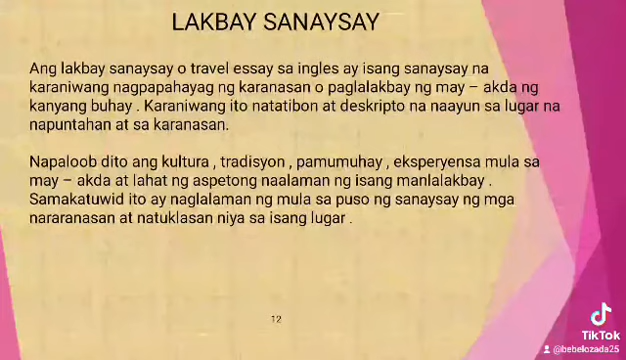 LAKBAY SANAYSAY
Ang lakbay sanaysay o travel essay sa ingles ay isang sanaysay na
karaniwang nagpapahayag ng karanasan o paglalakbay ng may – akda ng
kanyang buhay . Karaniwang ito natatibon at deskripto na naayun sa lugar na
napuntahan at sa karanasan.
Napaloob dito ang kultura , tradisyon , pamumuhay , eksperyensa mula sa
may – akda at lahat ng aspetong naalaman ng isang manlalakbay .
Samakatuwid ito ay naglalaman ng mula sa puso ng sanaysay ng mga
nararanasan at natuklasan niya sa isang lugar .
12
TikTok
@bebelozada25